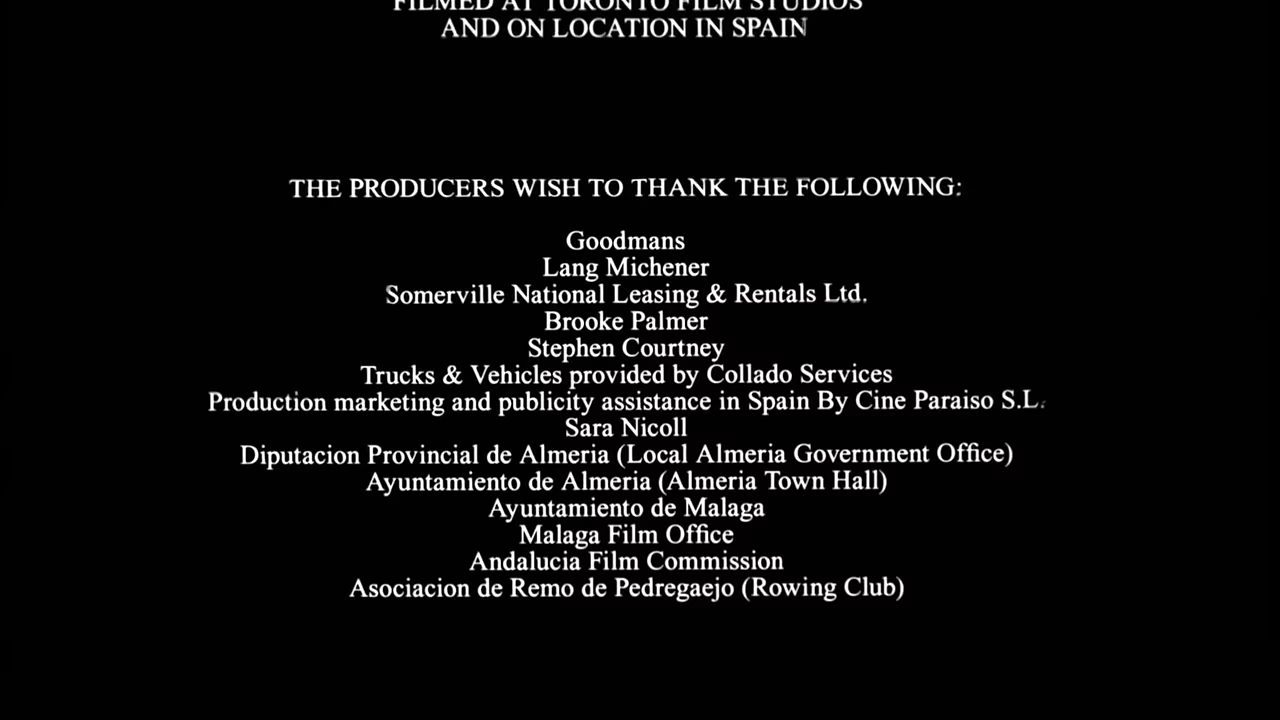 FILMED AT TORONTO FILM STUDIOS
AND ON LOCATION IN SPAIN
THE PRODUCERS WISH TO THANK THE FOLLOWING:
Goodmans
Lang Michener
Somerville National Leasing & Rentals Ltd.
Brooke Palmer
Stephen Courtney
Trucks & Vehicles provided by Collado Services
Production marketing and publicity assistance in Spain By Cine Paraiso S.L.
Sara Nicoll
Diputacion Provincial de Almeria (Local Almeria Government Office)
Ayuntamiento de Almeria (Almeria Town Hall)
Ayuntamiento de Malaga
Malaga Film Office
Andalucia Film Commission
Asociacion de Remo de Pedregaejo (Rowing Club)